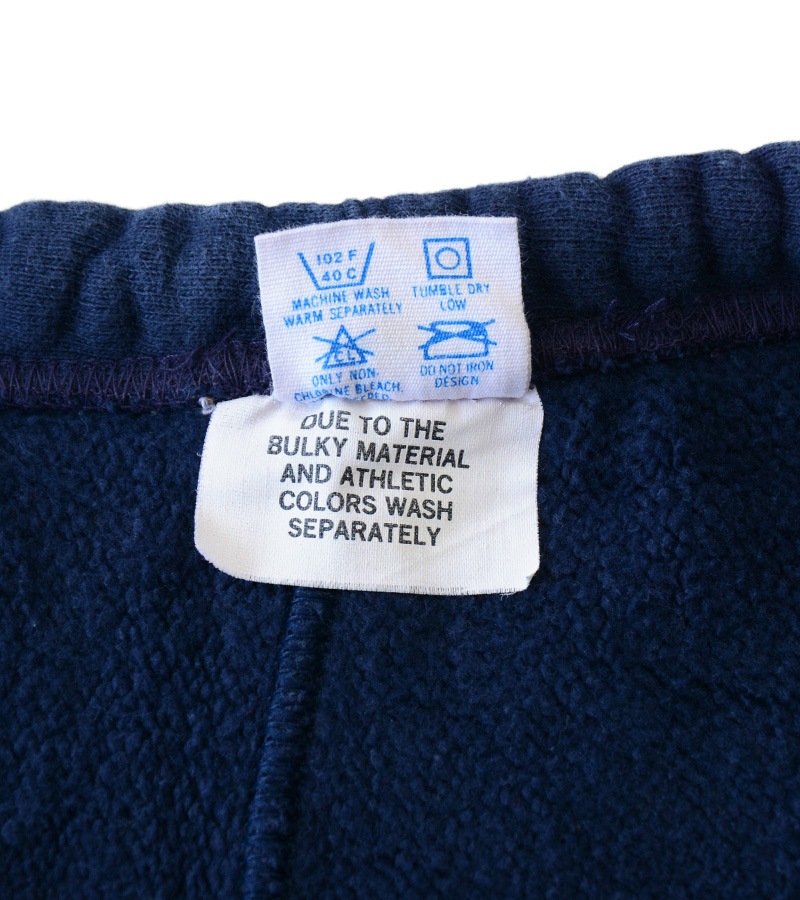 102 F
40 C
MACHINE WASH
WARM SEPARATELY
TUMBLE DRY
LOW
CL
ONLY NON-
CHLORINE BLEACH,
DO NOT IRON
DESIGN
DUE TO THE
BULKY MATERIAL
AND ATHLETIC
COLORS WASH
SEPARATELY